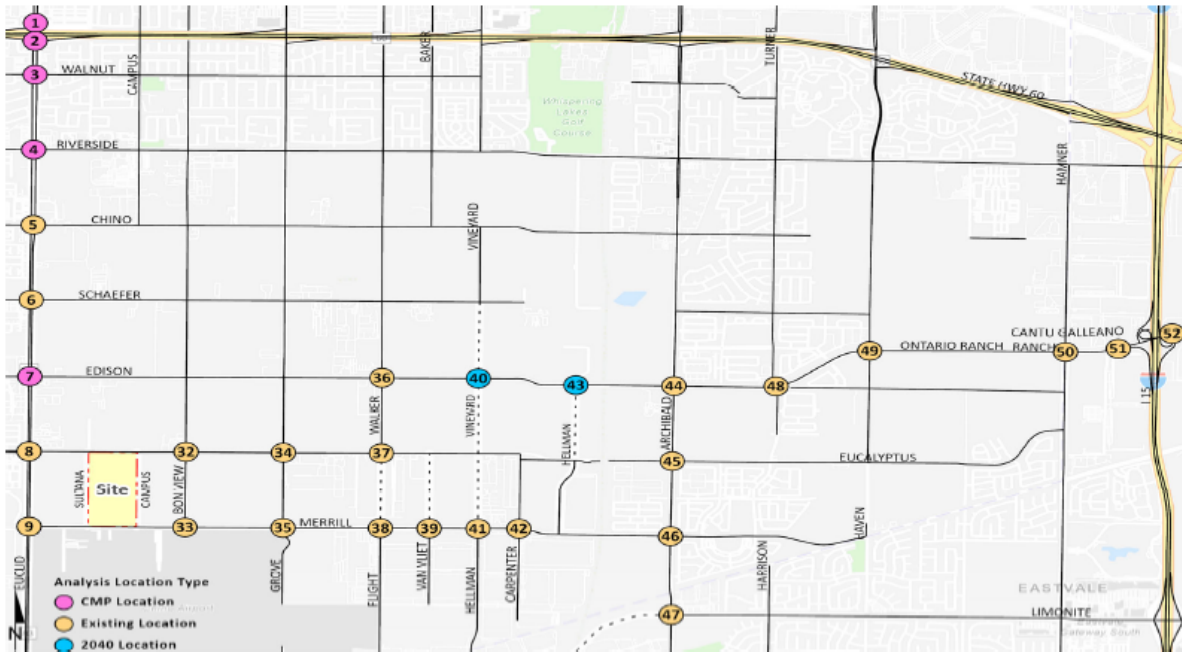 1
2
3
WALNUT
CAMPUS
BAKER
TURNER
STATE HWY 60
Whispering
Lakes
Golf
Course
4
RIVERSIDE
HAMNER
5
CHINO
VINEYARD
6
SCHAEFER
CANTU GALLEANO
52
49
ONTARIO RANCH
RANCH
50
51
7
EDISON
36
40
43
44
48
I 15
WALKER
VINEYARD
HELLMAN
ARCHIBALD
8
32
34
37
45
EUCALYPTUS
SULTANA
Site
CAMPUS
BON VIEW
9
33
35
MERRILL
38
39
41
42
46
HAVEN
EUCLID
GROVE
FLIGHT
VAN VLIET
HELLMAN
CARPENTER
HARRISON
Analysis Location Type
CMP Location
Existing Location
2040 Location
N
47
EASTVALE
LIMONITE
Eastvale
Gateway South